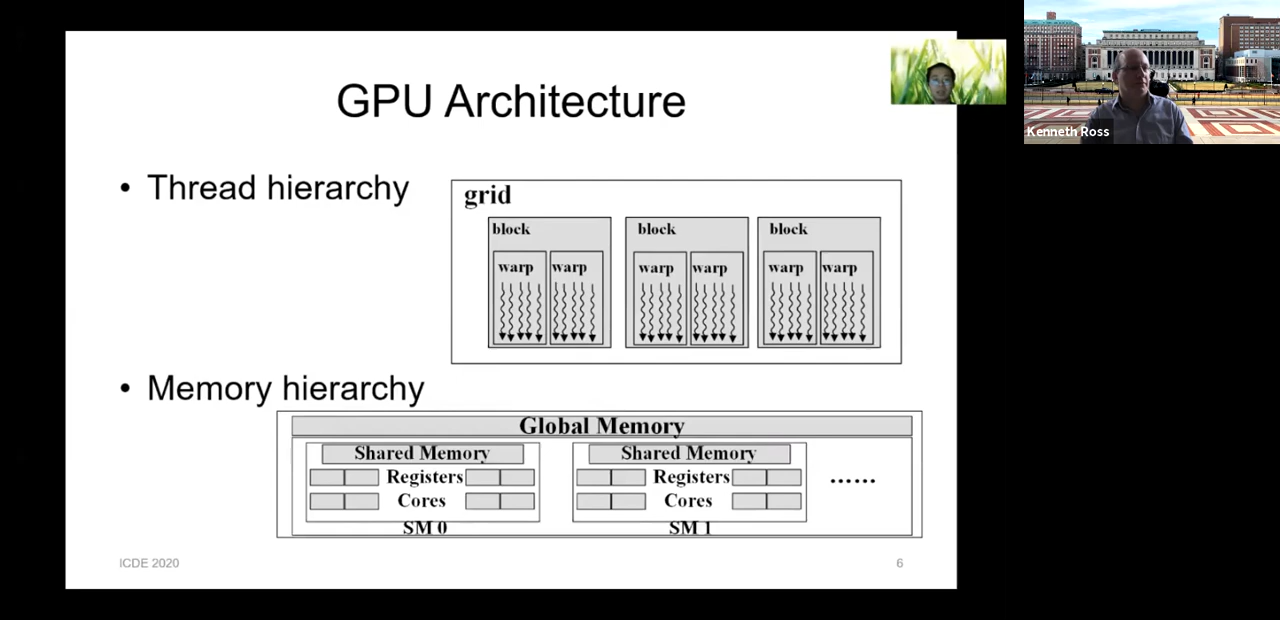 GPU Architecture
Kenneth Ross
• Thread hierarchy
grid
block block block
warp warp warp warp warp warp
• Memory hierarchy
Global Memory
Shared Memory Shared Memory
Registers Registers
......
Cores Cores
SM 0 SM 1
ICDE 2020 6